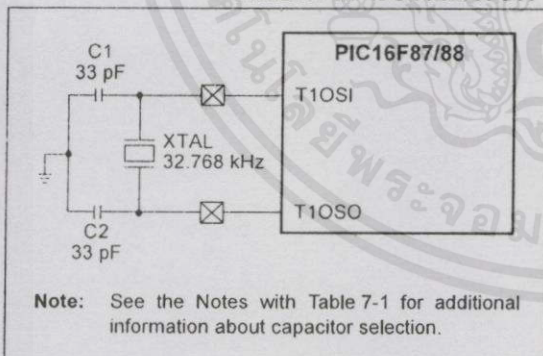 C1
33 pF
PIC16F87/88
T1OSI
XTAL
32.768 kHz
T1OSO
C2
33 pF
Note: See the Notes with Table 7-1 for additional
information about capacitor selection.